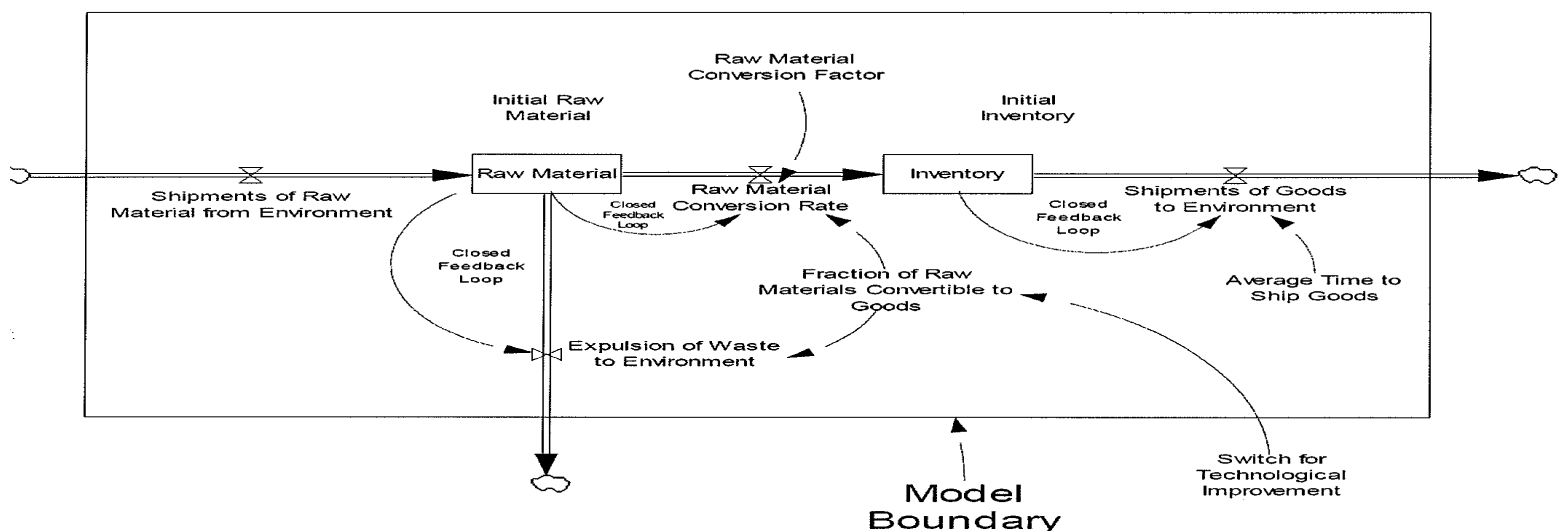 Raw Material
Conversion Factor
Initial Raw
Material
Initial
Inventory
Raw Material
Inventory
Shipments of Raw
Material from Environment
Raw Material
Conversion Rate
Shipments of Goods
to Environment
Closed
Feedback
Loop
Closed
Feedback
Loop
Closed
Feedback
Loop
Fraction of Raw
Materials Convertible to
Goods
Average Time to
Ship Goods
Expulsion of Waste
to Environment
Switch for
Technological
Improvement
Model
Boundary